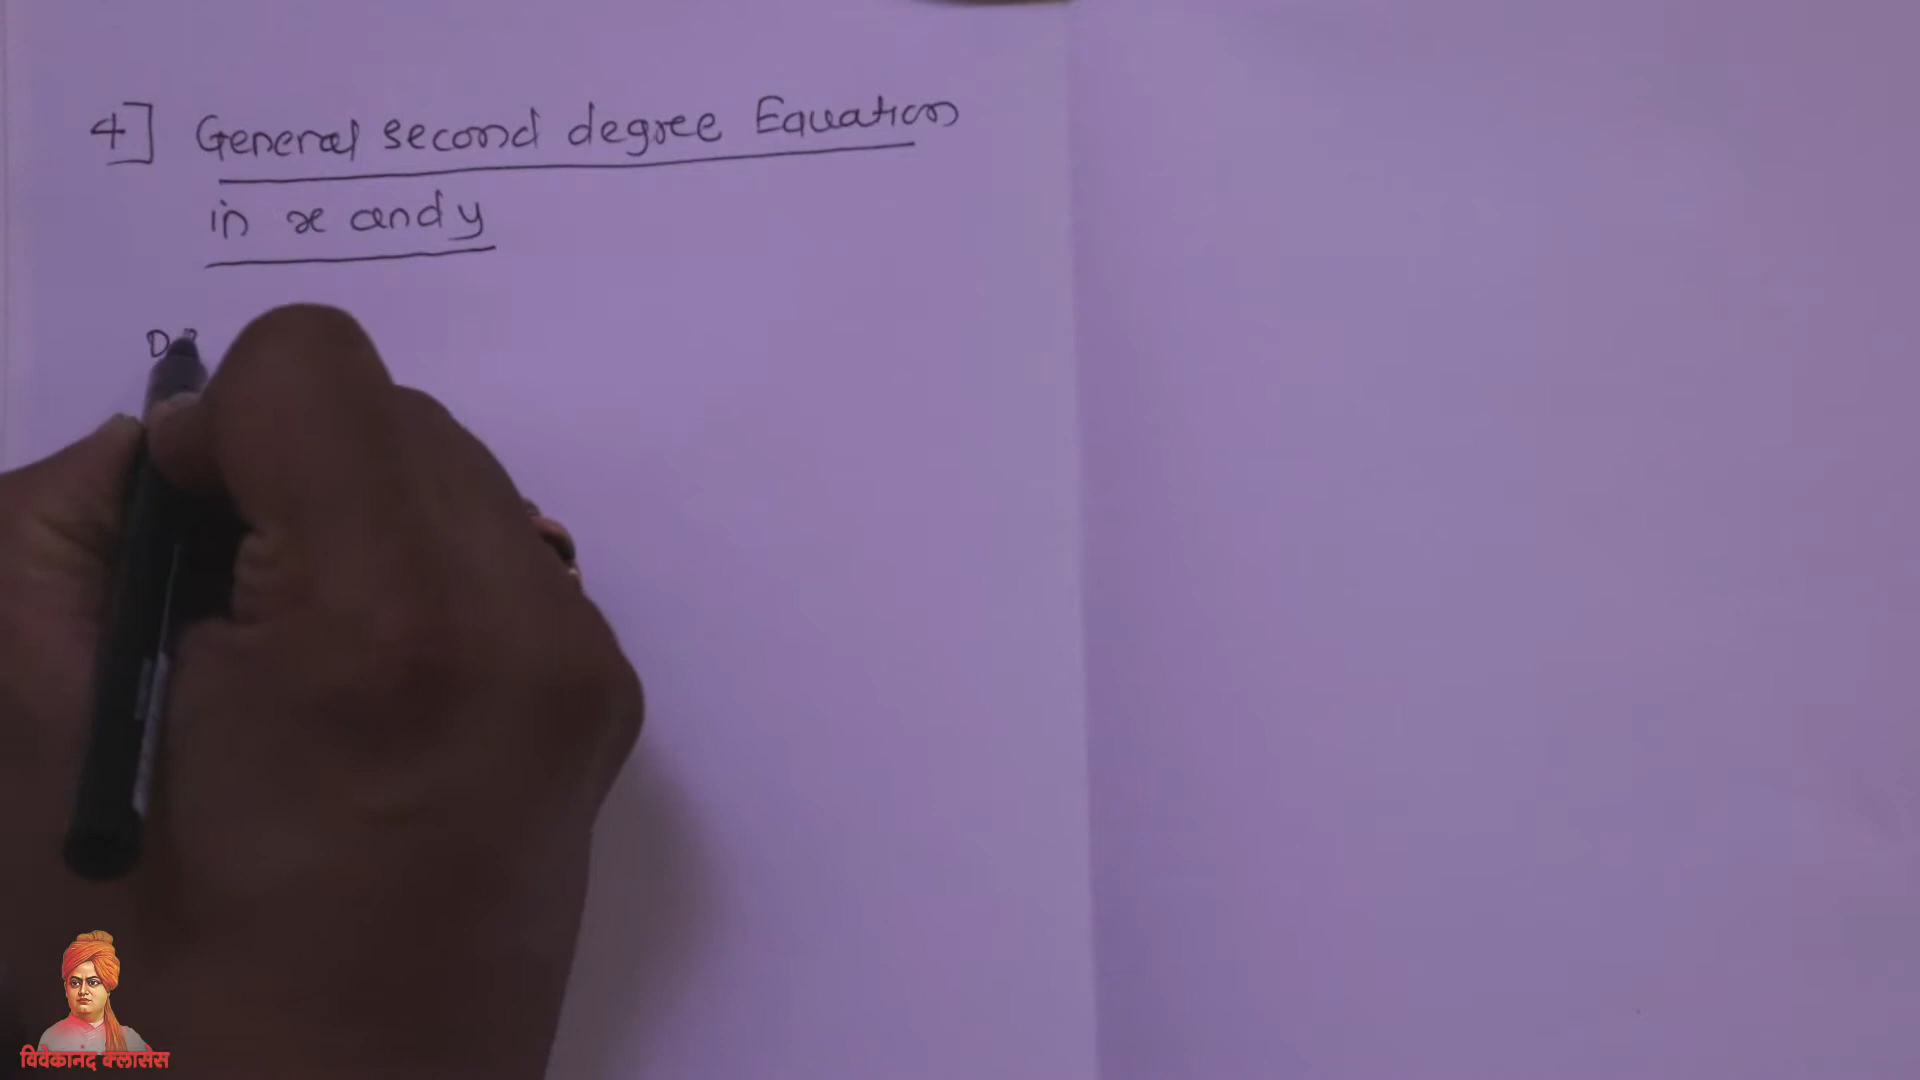 4] General second degree Equation
in x and y
D
विवेकानंद क्लासेस